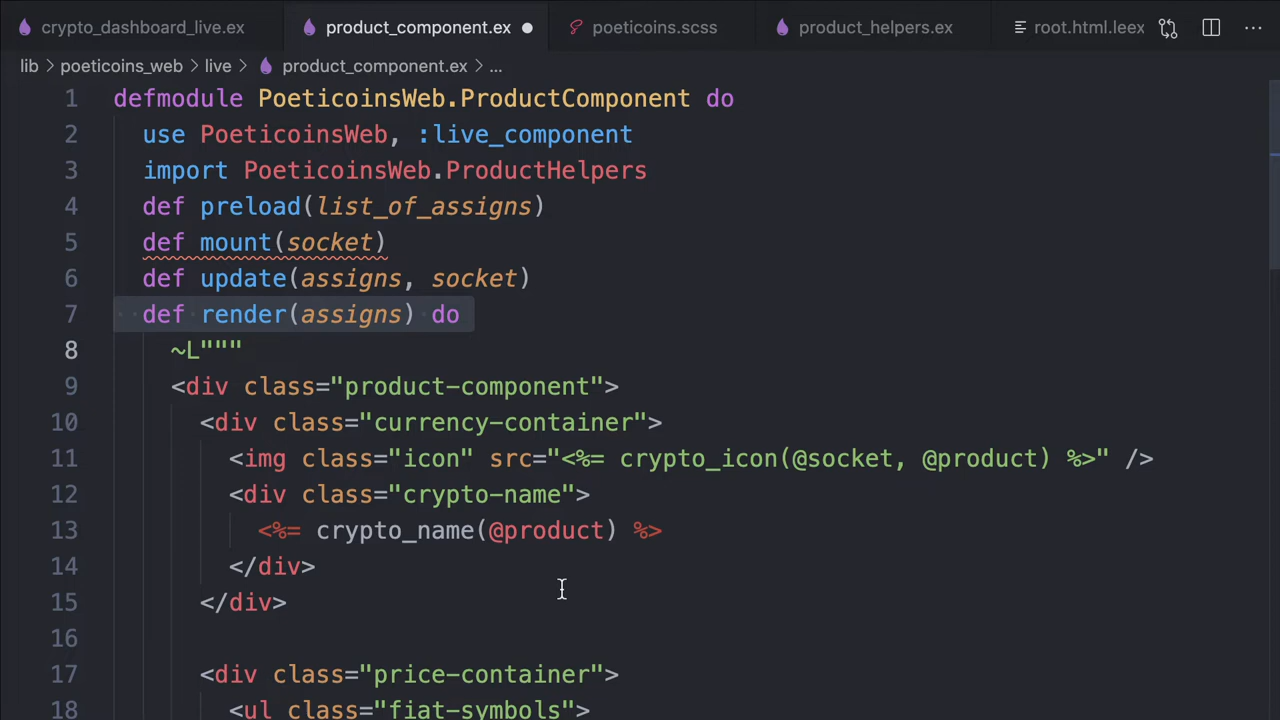 crypto_dashboard_live.ex product_component.ex poeticoins.scss product_helpers.ex root.html.leex ...
lib > poeticoins_web > live > product_component.ex > ...
1 defmodule PoeticoinsWeb.ProductComponent do
2 use PoeticoinsWeb, :live_component
3 import PoeticoinsWeb.ProductHelpers
4 def preload(list_of_assigns)
5 def mount(socket)
6 def update(assigns, socket)
7 def render(assigns) do
8 ~L"""
9 <div class="product-component">
10 <div class="currency-container">
11 <img class="icon" src="<%= crypto_icon(@socket, @product) %>" />
12 <div class="crypto-name">
13 <%= crypto_name(@product) %>
14 </div>
15 </div>
16
17 <div class="price-container">
18 <ul class="fiat-symbols">